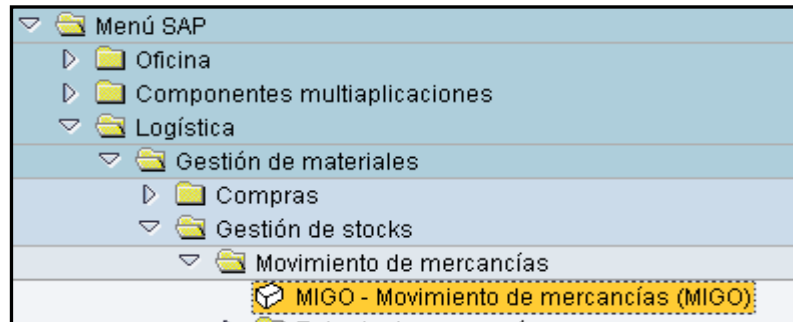 Menú SAP
Oficina
Componentes multiaplicaciones
Logística
Gestión de materiales
Compras
Gestión de stocks
Movimiento de mercancías
MIGO - Movimiento de mercancías (MIGO)